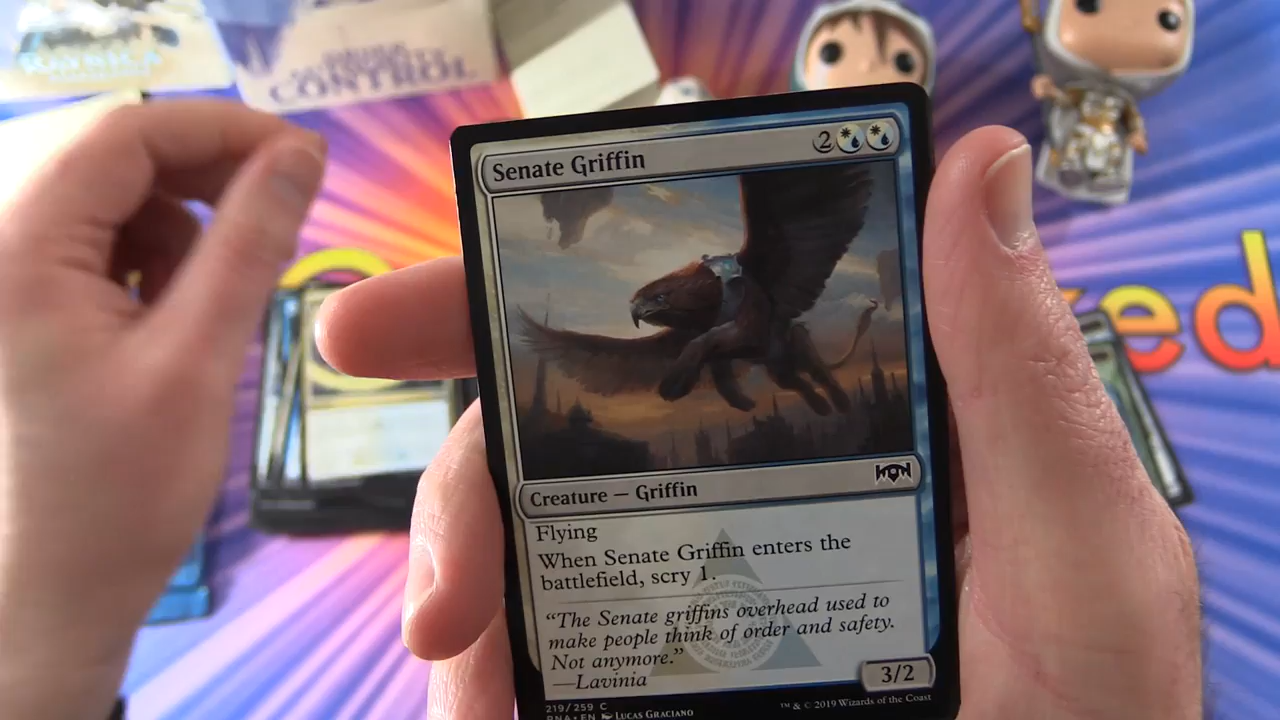 CONTROL
Senate Griffin
2
Creature — Griffin
Flying
When Senate Griffin enters the
battlefield, scry 1.
“The Senate griffins overhead used to
make people think of order and safety.
Not anymore.”
—Lavinia
3/2
219/259 C
RNA • EN Lucas Graciano
™ & © 2019 Wizards of the Coast
ed